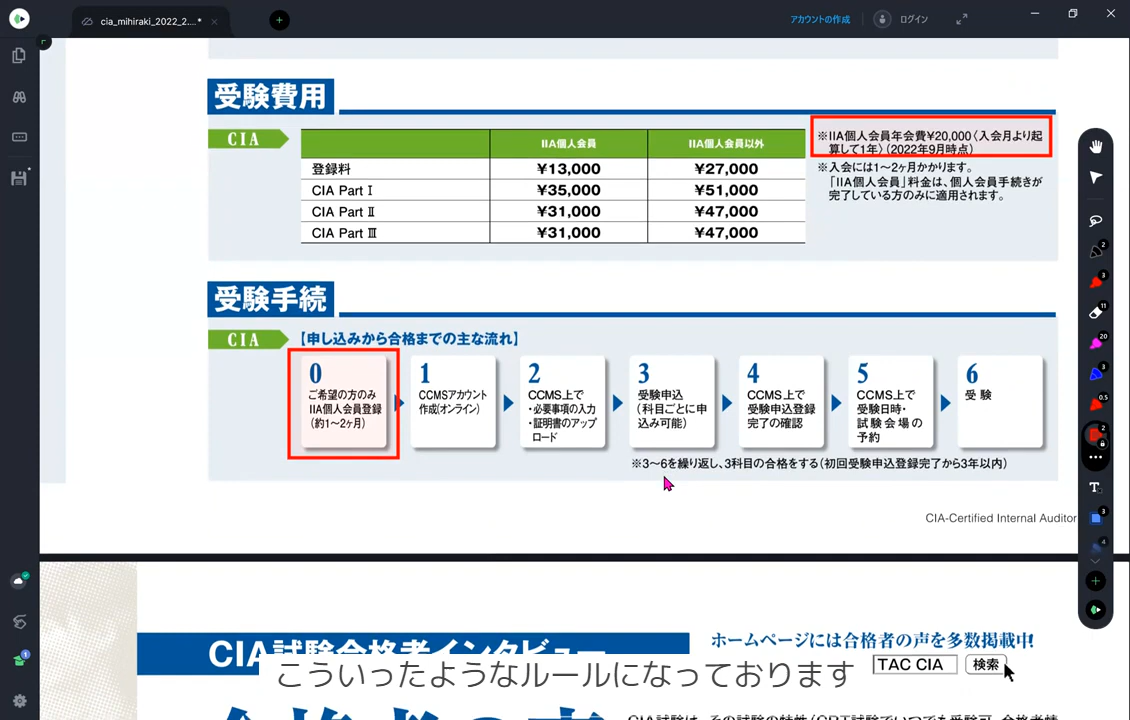 cia_mihiraki_2022_2....*
アカウントの作成
ログイン
受験費用
CIA
IIA個人会員
IIA個人会員以外
登録料 ¥13,000 ¥27,000
CIA Part Ⅰ ¥35,000 ¥51,000
CIA Part Ⅱ ¥31,000 ¥47,000
CIA Part Ⅲ ¥31,000 ¥47,000
※IIA個人会員年会費¥20,000〈入会月より起
算して1年〉(2022年9月時点)
※入会には1〜2ヶ月かかります。
「IIA個人会員」料金は、個人会員手続きが
完了している方のみに適用されます。
受験手続
CIA
【申し込みから合格までの主な流れ】
0
ご希望の方のみ
IIA個人会員登録
(約1〜2ヶ月)
1
CCMSアカウント
作成(オンライン)
2
CCMS上で
・必要事項の入力
・証明書のアップ
ロード
3
受験申込
(科目ごとに申
込み可能)
4
CCMS上で
受験申込登録
完了の確認
5
CCMS上で
受験日時・
試験会場の
予約
6
受験
※3〜6を繰り返し、3科目の合格をする(初回受験申込登録完了から3年以内)
CIA-Certified Internal Auditor
CIA試験合格者インタビュー
ホームページには合格者の声を多数掲載中!
TAC CIA 検索
こういったようなルールになっております
合格者の声
CIA試験は、その試験の特性(CBT試験でいつでも受験可、合格者情